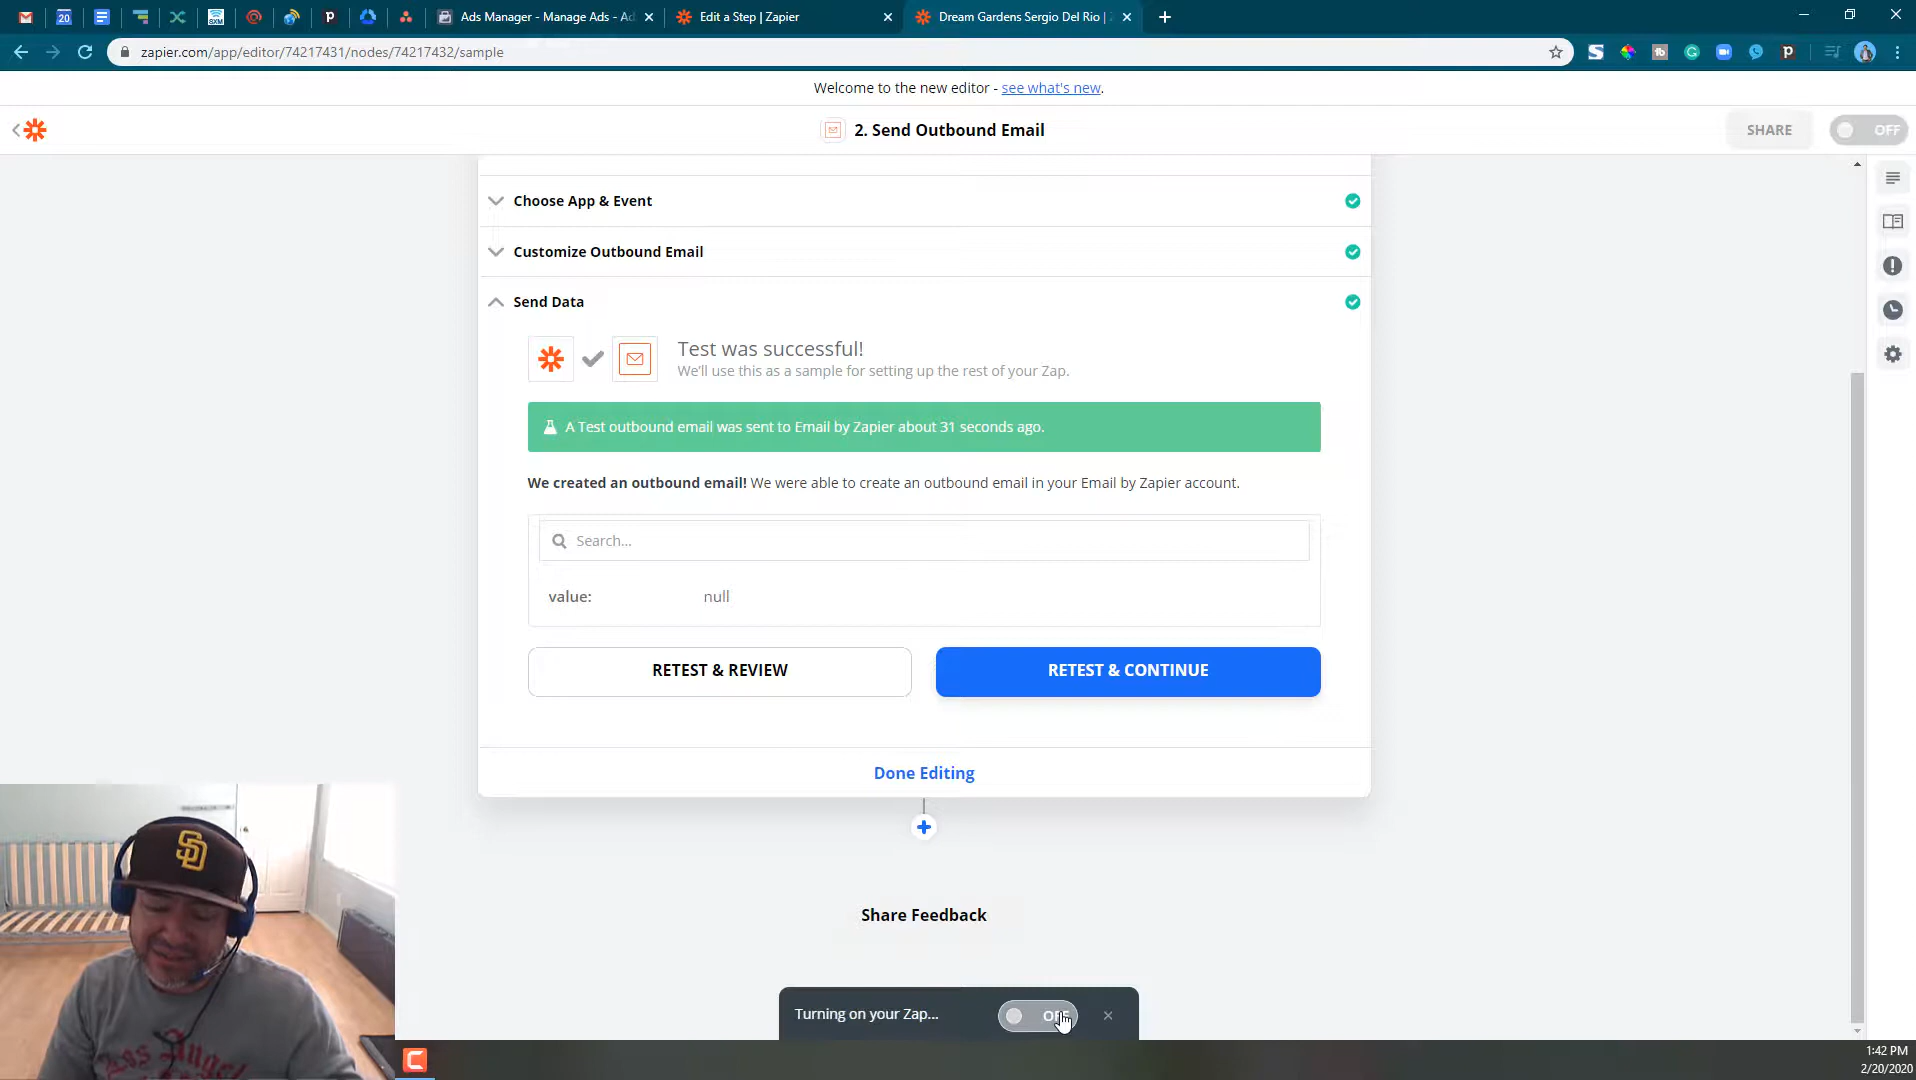 Ads Manager - Manage Ads - Ad
Edit a Step | Zapier
Dream Gardens Sergio Del Rio |
zapier.com/app/editor/74217431/nodes/74217432/sample
Welcome to the new editor - see what's new.
2. Send Outbound Email
SHARE
OFF
Choose App & Event
Customize Outbound Email
Send Data
Test was successful!
We'll use this as a sample for setting up the rest of your Zap.
A Test outbound email was sent to Email by Zapier about 31 seconds ago.
We created an outbound email! We were able to create an outbound email in your Email by Zapier account.
Search...
value: null
RETEST & REVIEW
RETEST & CONTINUE
Done Editing
Share Feedback
Turning on your Zap...
OFF
SD
Los Angeles
1:42 PM
2/20/2020